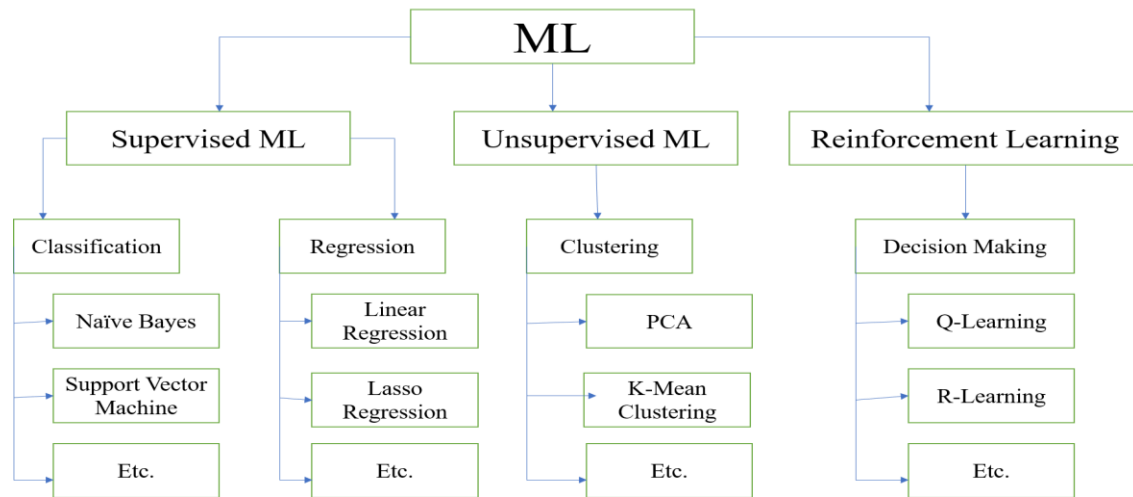 ML
Supervised ML
Unsupervised ML
Reinforcement Learning
Classification
Regression
Clustering
Decision Making
Naïve Bayes
Linear
Regression
PCA
Q-Learning
Support Vector
Machine
Lasso
Regression
K-Mean
Clustering
R-Learning
Etc.
Etc.
Etc.
Etc.